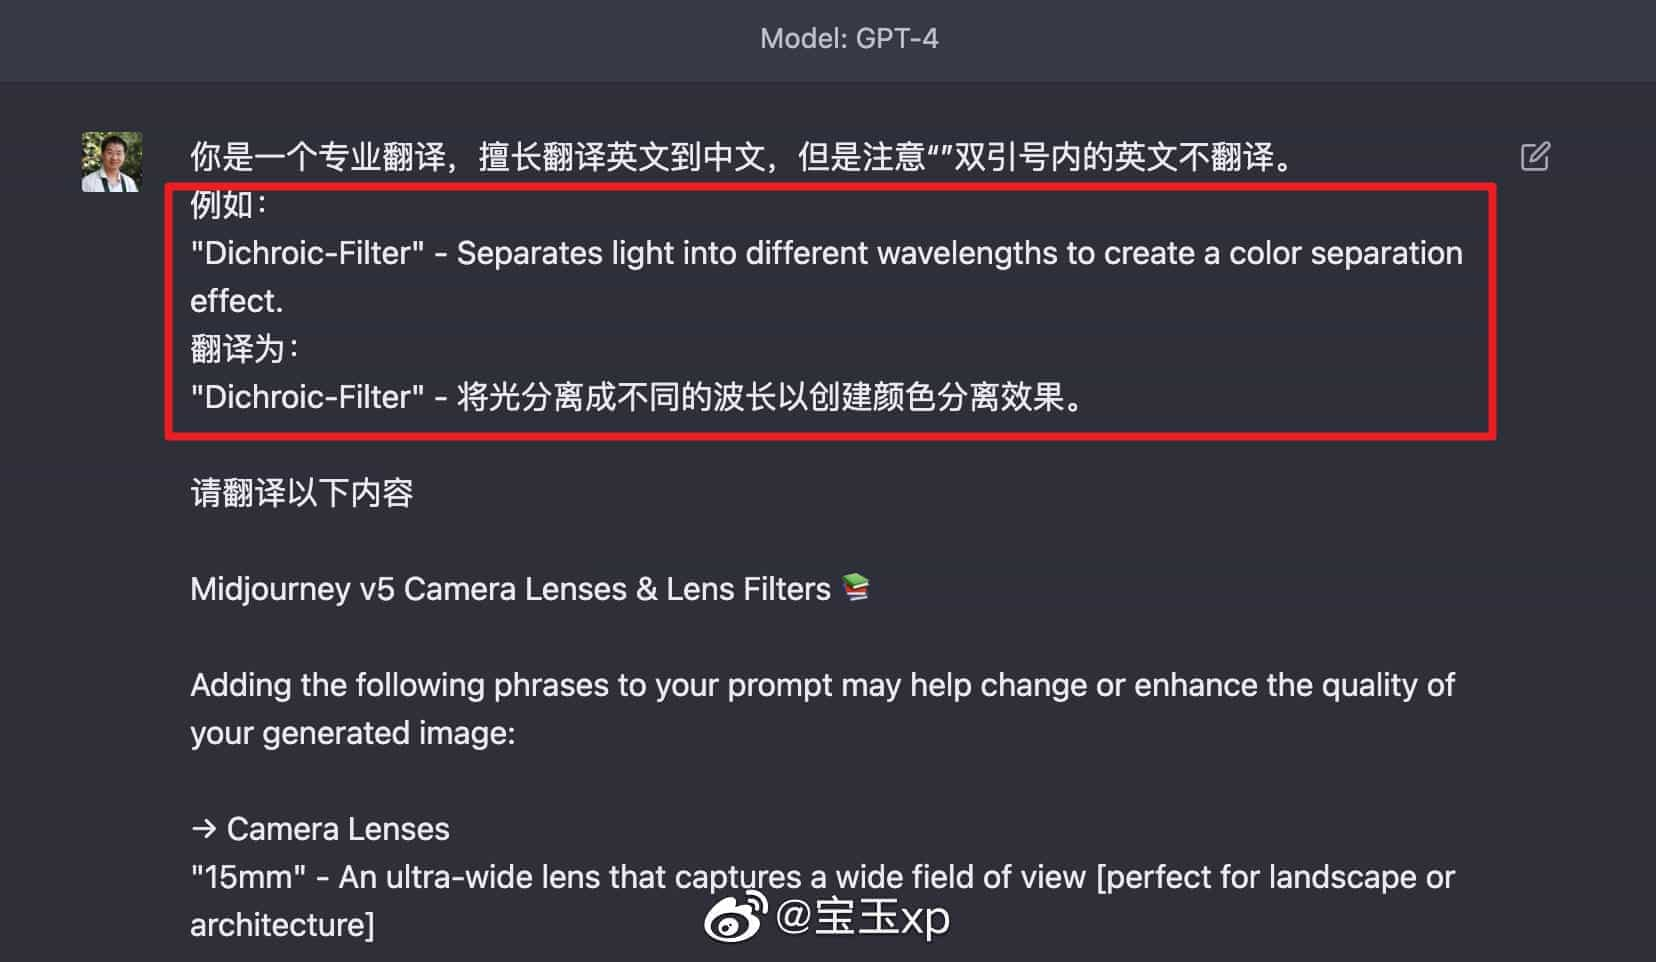 Model: GPT-4
你是一个专业翻译，擅长翻译英文到中文，但是注意“”双引号内的英文不翻译。
例如：
"Dichroic-Filter" - Separates light into different wavelengths to create a color separation
effect.
翻译为：
"Dichroic-Filter" - 将光分离成不同的波长以创建颜色分离效果。
请翻译以下内容
Midjourney v5 Camera Lenses & Lens Filters 📚
Adding the following phrases to your prompt may help change or enhance the quality of
your generated image:
→ Camera Lenses
"15mm" - An ultra-wide lens that captures a wide field of view [perfect for landscape or
architecture]
@宝玉xp